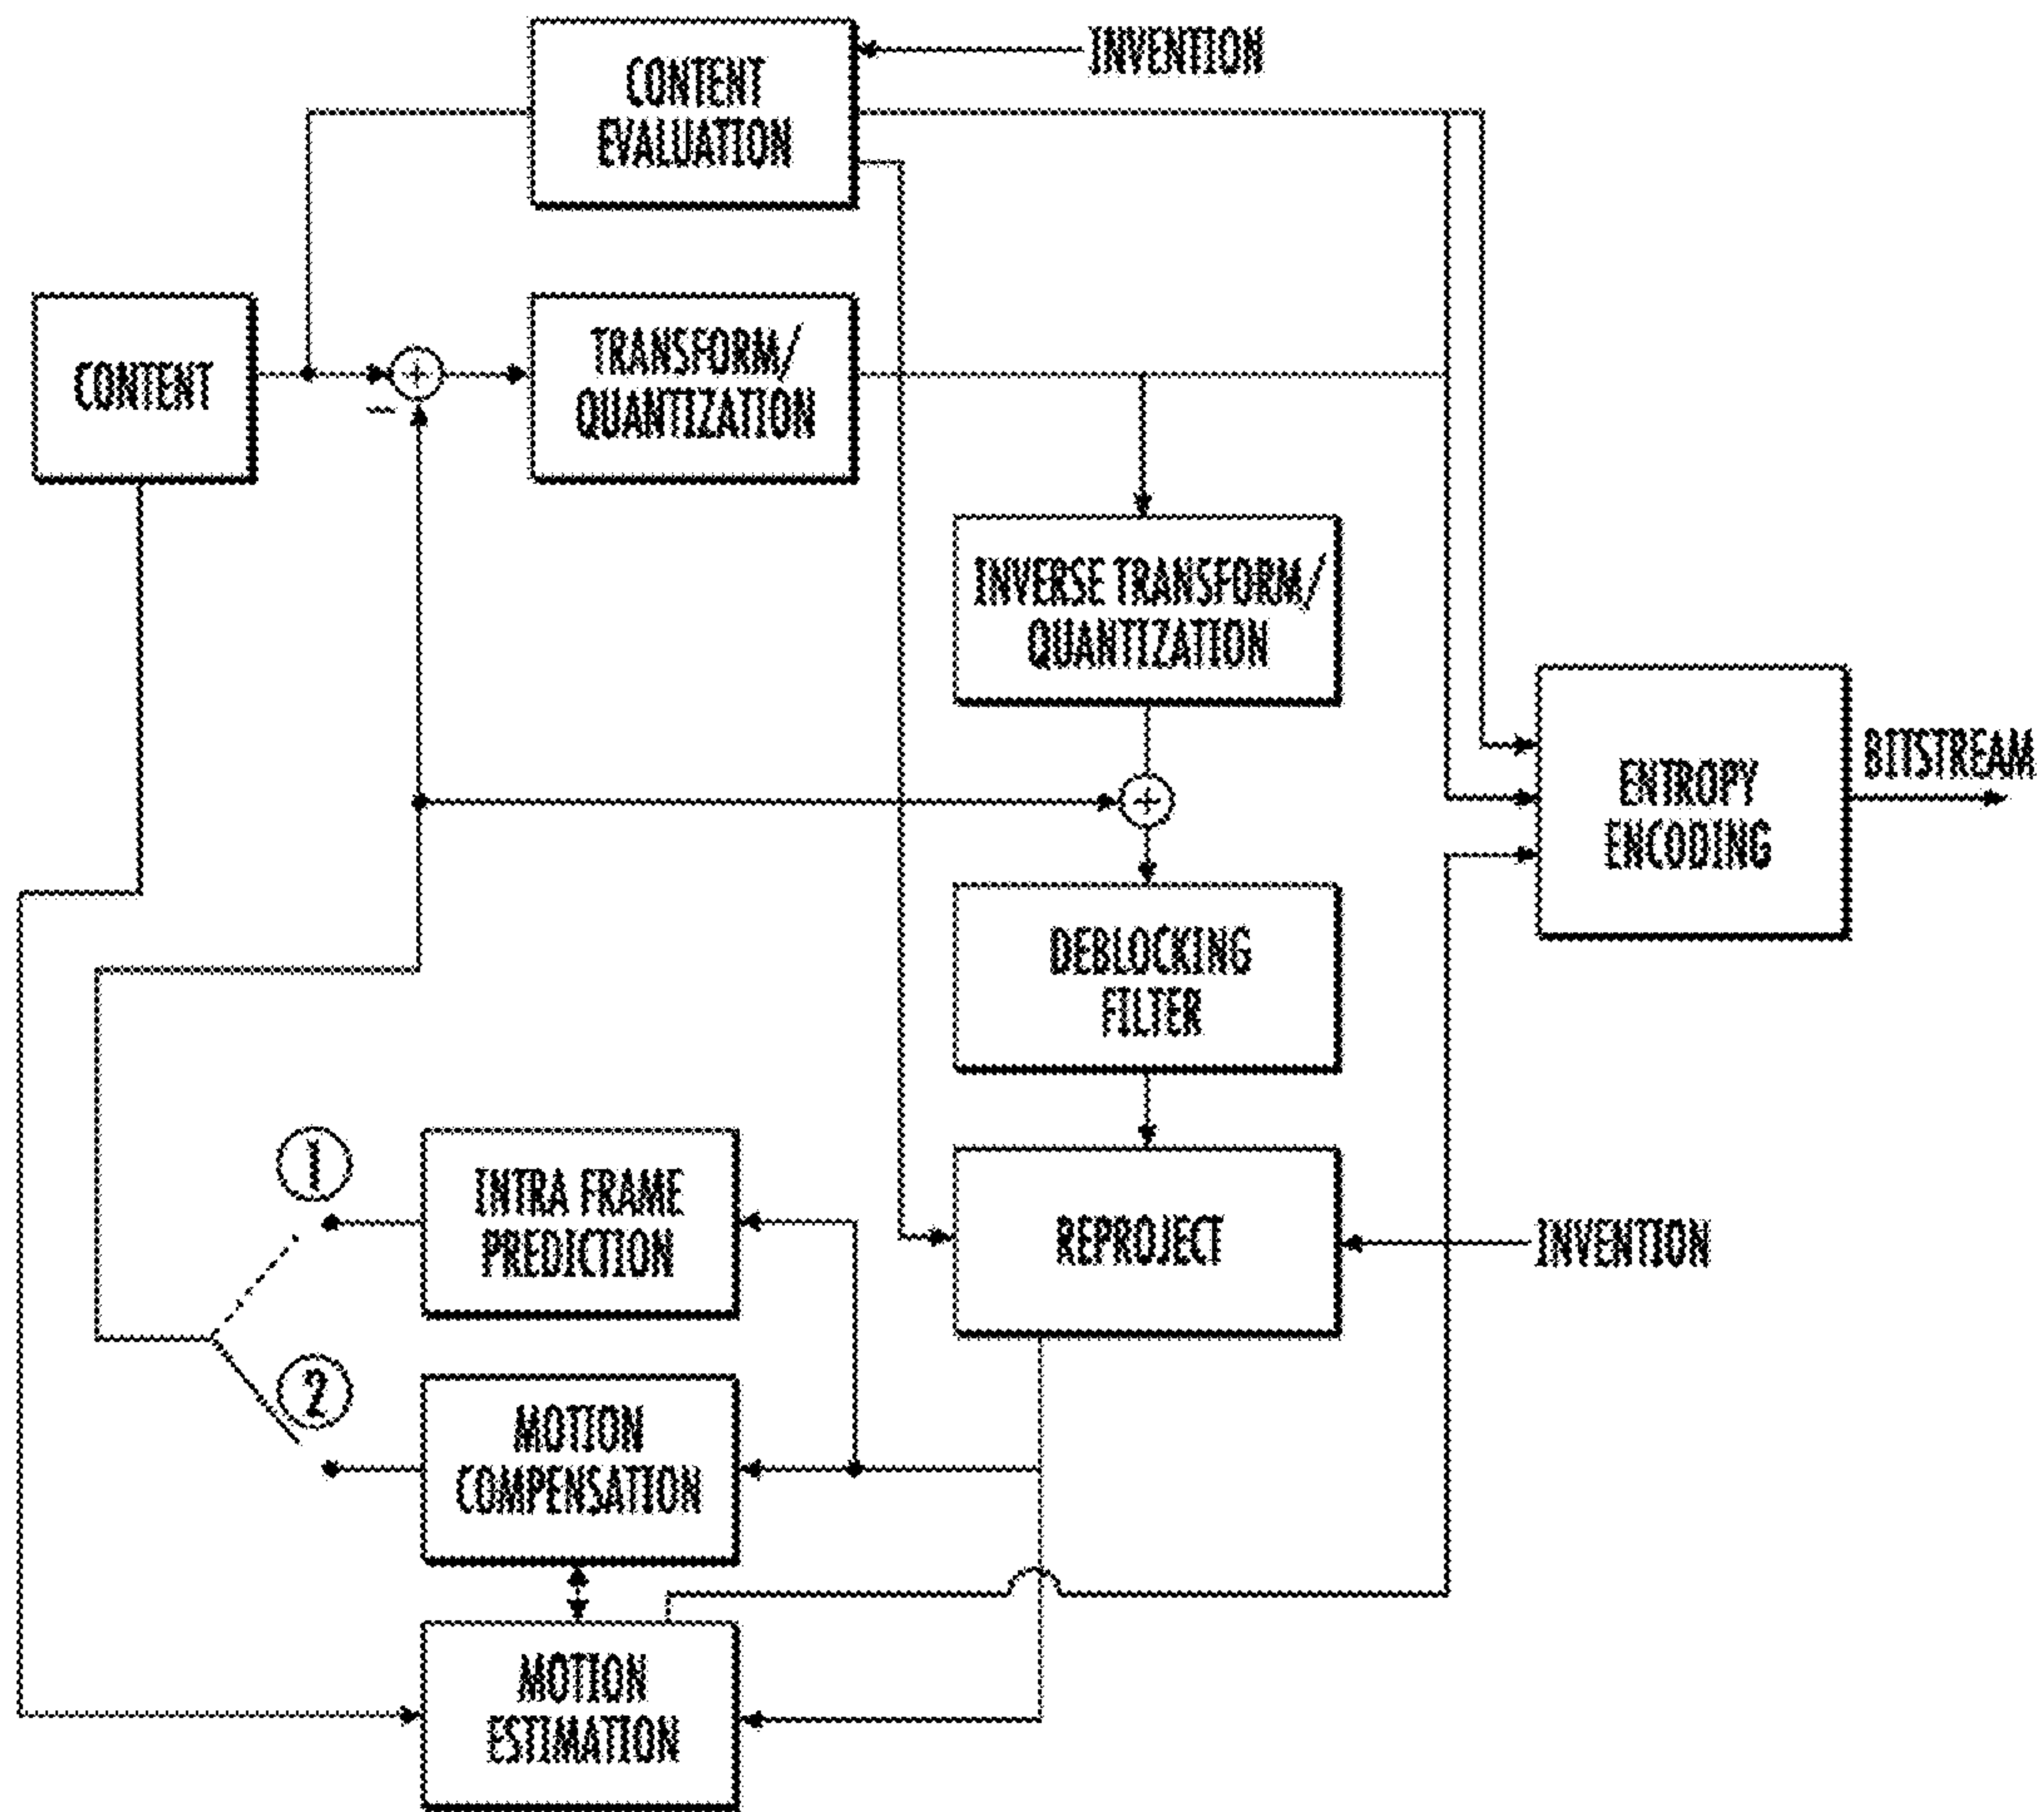 INVENTION
CONTENT
EVALUATION
CONTENT
+
−
TRANSFORM/
QUANTIZATION
INVERSE TRANSFORM/
QUANTIZATION
BITSTREAM
ENTROPY
ENCODING
+
DEBLOCKING
FILTER
1
INTRA FRAME
PREDICTION
REPROJECT
INVENTION
2
MOTION
COMPENSATION
MOTION
ESTIMATION